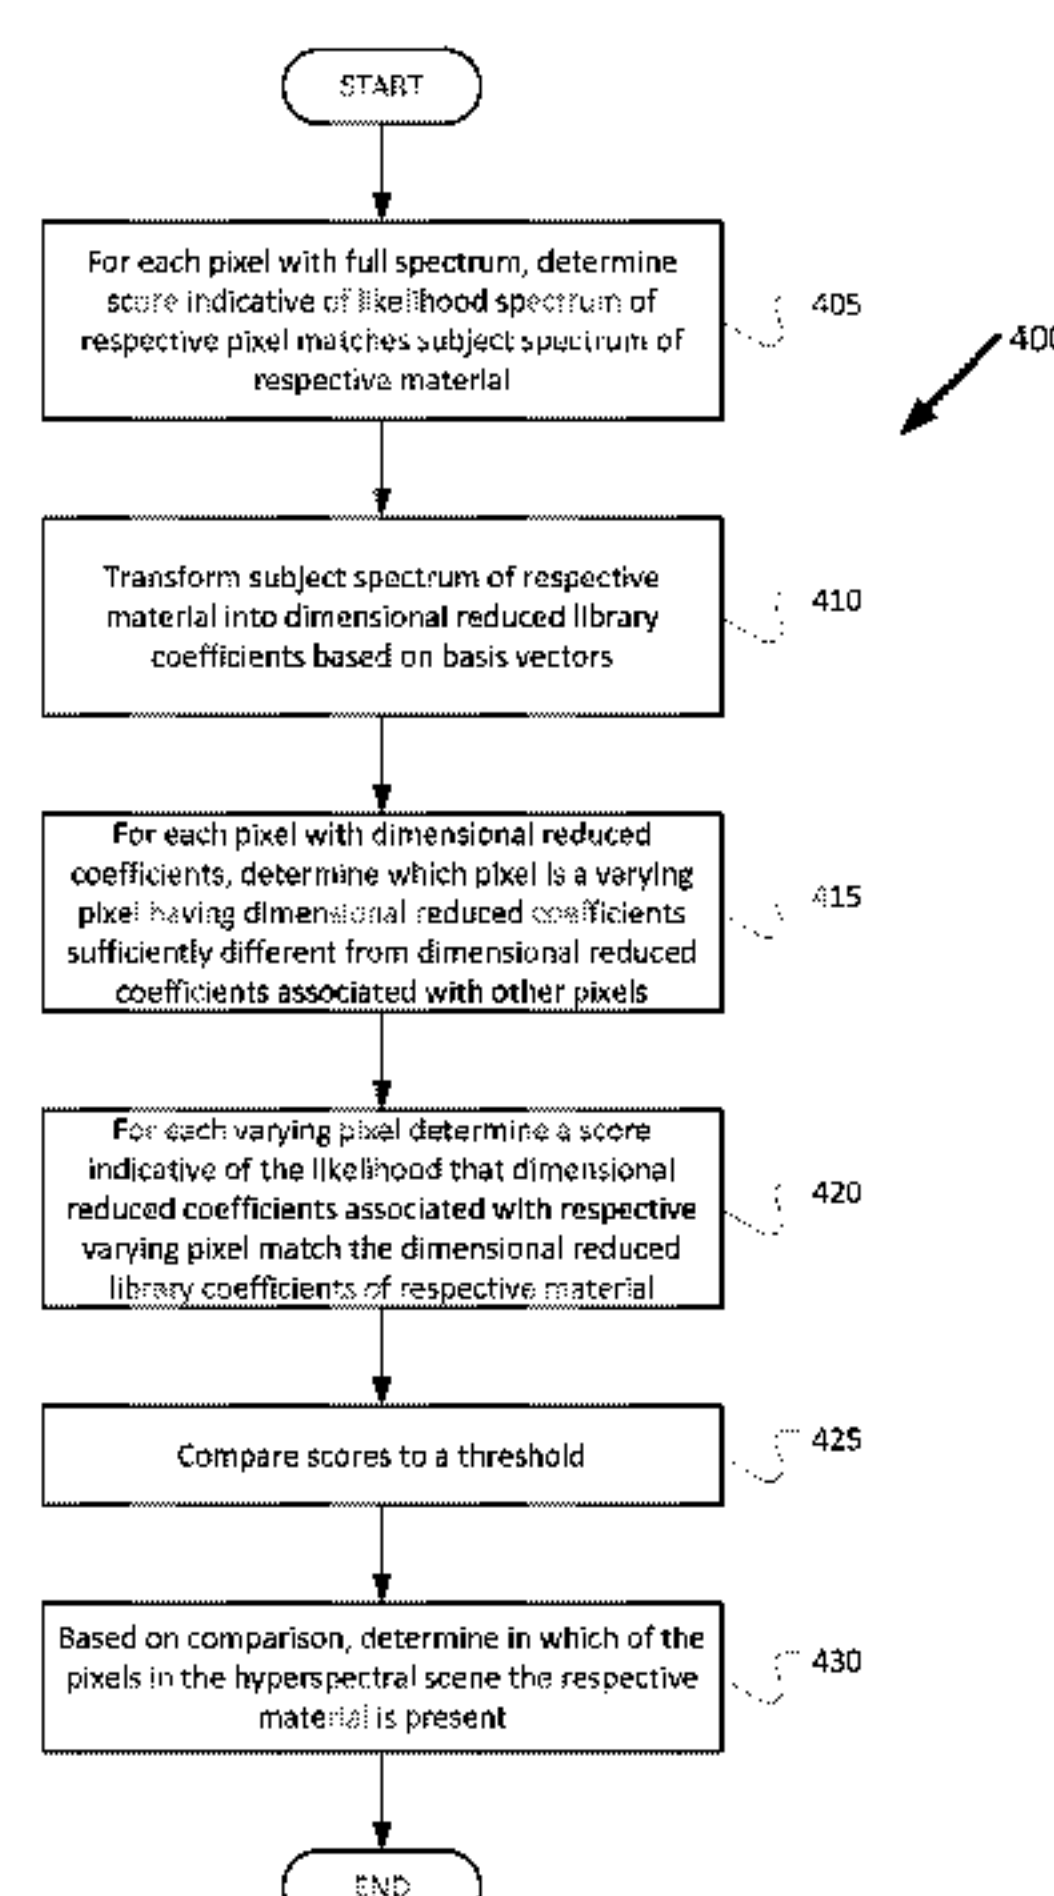 START
For each pixel with full spectrum, determine
score indicative of likelihood spectrum of
respective pixel matches subject spectrum of
respective material
405
400
Transform subject spectrum of respective
material into dimensional reduced library
coefficients based on basis vectors
410
For each pixel with dimensional reduced
coefficients, determine which pixel is a varying
pixel having dimensional reduced coefficients
sufficiently different from dimensional reduced
coefficients associated with other pixels
415
For each varying pixel determine a score
indicative of the likelihood that dimensional
reduced coefficients associated with respective
varying pixel match the dimensional reduced
library coefficients of respective material
420
Compare scores to a threshold
425
Based on comparison, determine in which of the
pixels in the hyperspectral scene the respective
material is present
430
END